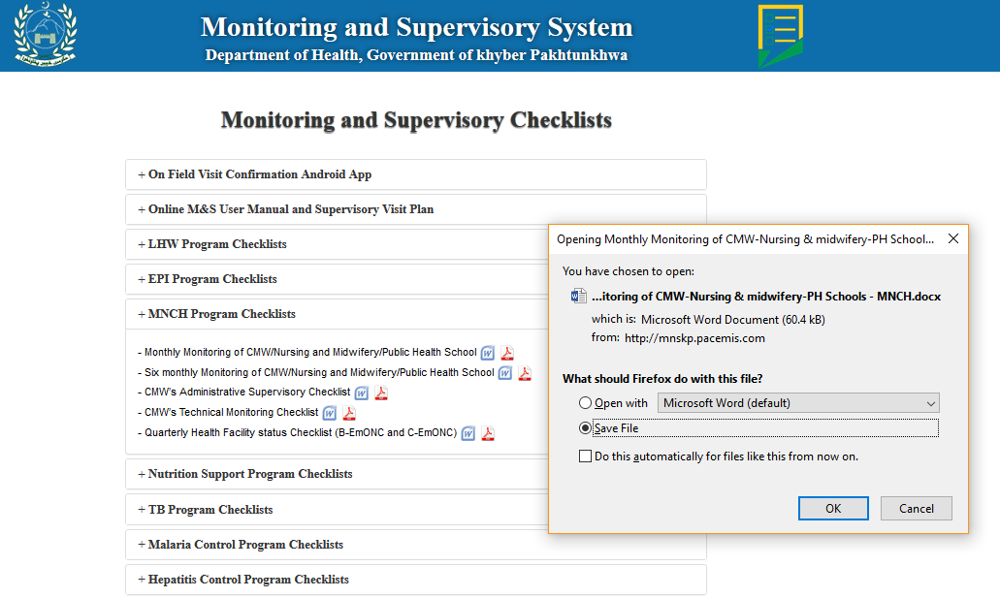 Monitoring and Supervisory System
Department of Health, Government of khyber Pakhtunkhwa
Monitoring and Supervisory Checklists
+ On Field Visit Confirmation Android App
+ Online M&S User Manual and Supervisory Visit Plan
+ LHW Program Checklists
+ EPI Program Checklists
+ MNCH Program Checklists
- Monthly Monitoring of CMW/Nursing and Midwifery/Public Health School
- Six monthly Monitoring of CMW/Nursing and Midwifery/Public Health School
- CMW's Administrative Supervisory Checklist
- CMW's Technical Monitoring Checklist
- Quarterly Health Facility status Checklist (B-EmONC and C-EmONC)
+ Nutrition Support Program Checklists
+ TB Program Checklists
+ Malaria Control Program Checklists
+ Hepatitis Control Program Checklists
Opening Monthly Monitoring of CMW-Nursing & midwifery-PH School...
You have chosen to open:
...itoring of CMW-Nursing & midwifery-PH Schools - MNCH.docx
which is: Microsoft Word Document (60.4 kB)
from: http://mnskp.pacemis.com
What should Firefox do with this file?
Open with Microsoft Word (default)
Save File
Do this automatically for files like this from now on.
OK Cancel